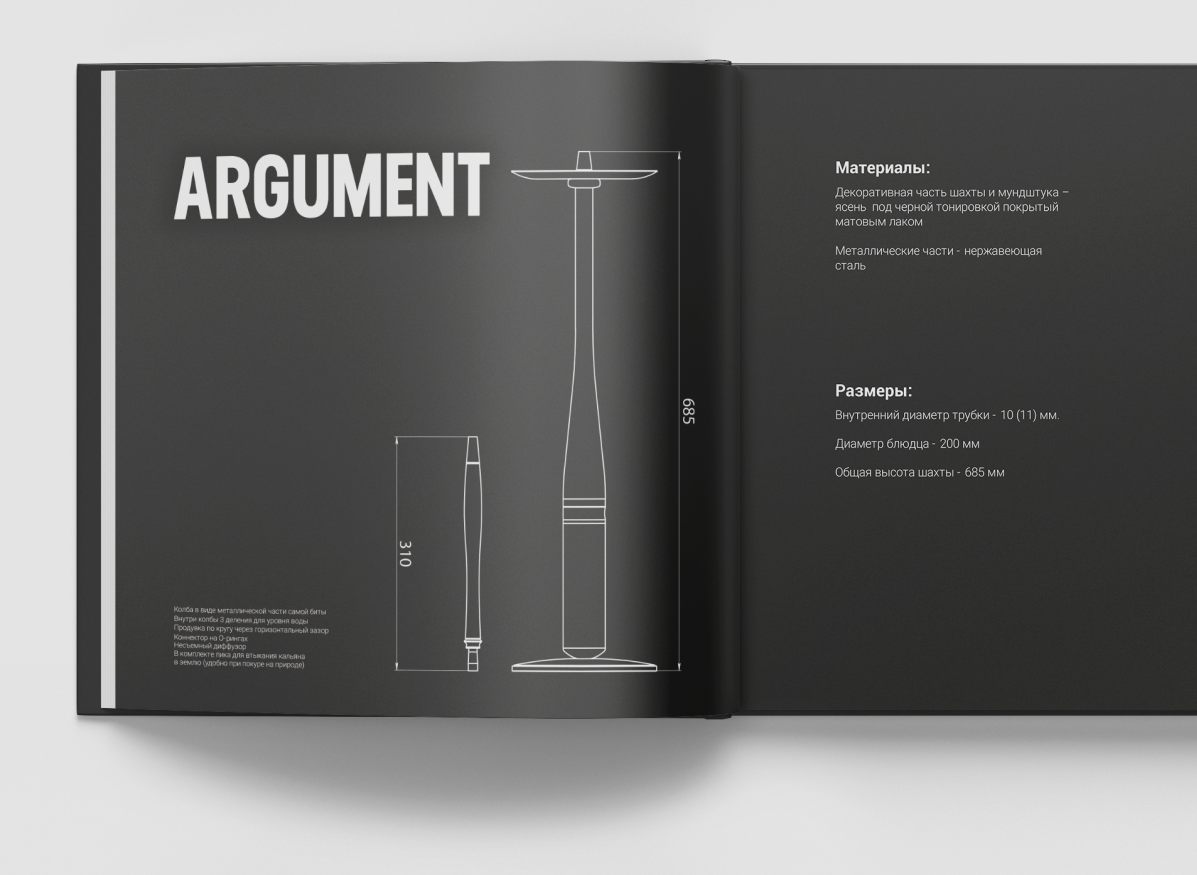 ARGUMENT
685
310
Колба в виде металлической части самой биты
Внутри колбы 3 деления для уровня воды
Продувка по кругу через горизонтальный зазор
Коннектор на О-рингах
Несъемный диффузор
В комплекте пика для втыкания кальяна
в землю (удобно при покуре на природе)
Материалы:
Декоративная часть шахты и мундштука –
ясень под черной тонировкой покрытый
матовым лаком
Металлические части - нержавеющая
сталь
Размеры:
Внутренний диаметр трубки - 10 (11) мм.
Диаметр блюдца - 200 мм
Общая высота шахты - 685 мм